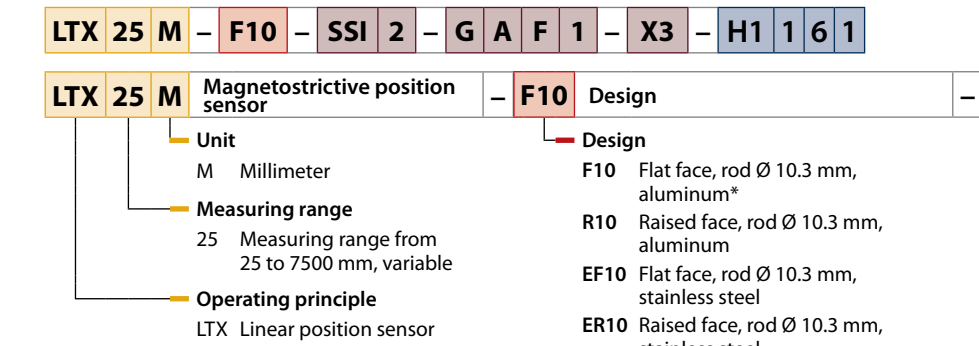 LTX 25 M – F10 – SSI 2 – G A F 1 – X3 – H1 1 6 1
LTX 25 M Magnetostrictive position sensor – F10 Design –
Unit
M Millimeter
Measuring range
25 Measuring range from
25 to 7500 mm, variable
Operating principle
LTX Linear position sensor
Design
F10 Flat face, rod Ø 10.3 mm,
aluminum*
R10 Raised face, rod Ø 10.3 mm,
aluminum
EF10 Flat face, rod Ø 10.3 mm,
stainless steel
ER10 Raised face, rod Ø 10.3 mm,
stainless steel